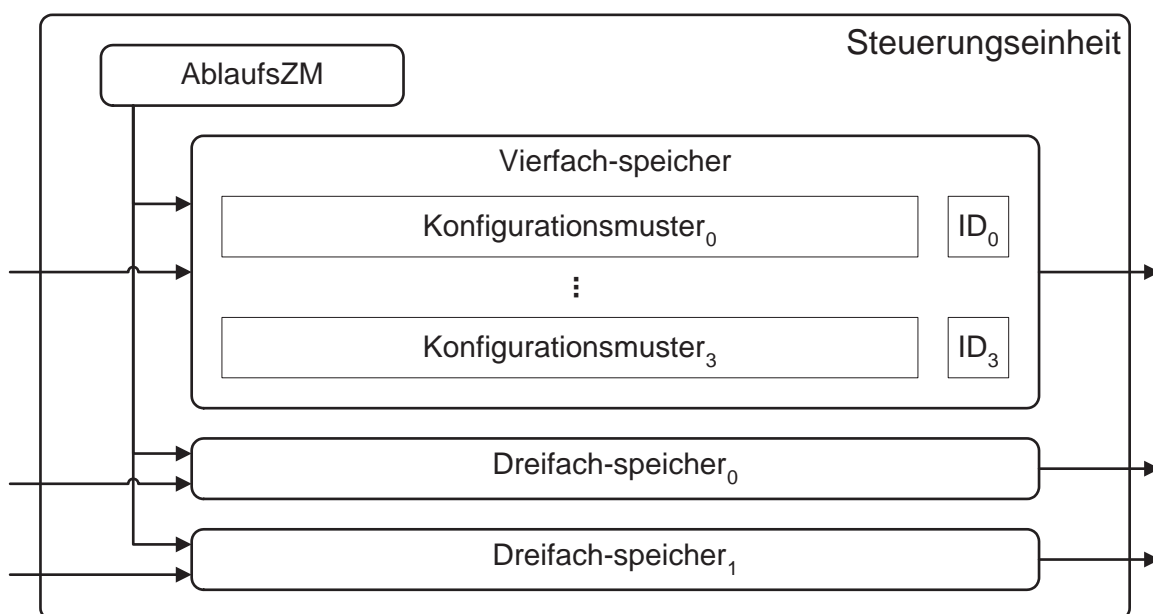 Steuerungseinheit
AblaufsZM
Vierfach-speicher
Konfigurationsmuster₀ ID₀
⋮
Konfigurationsmuster₃ ID₃
Dreifach-speicher₀
Dreifach-speicher₁